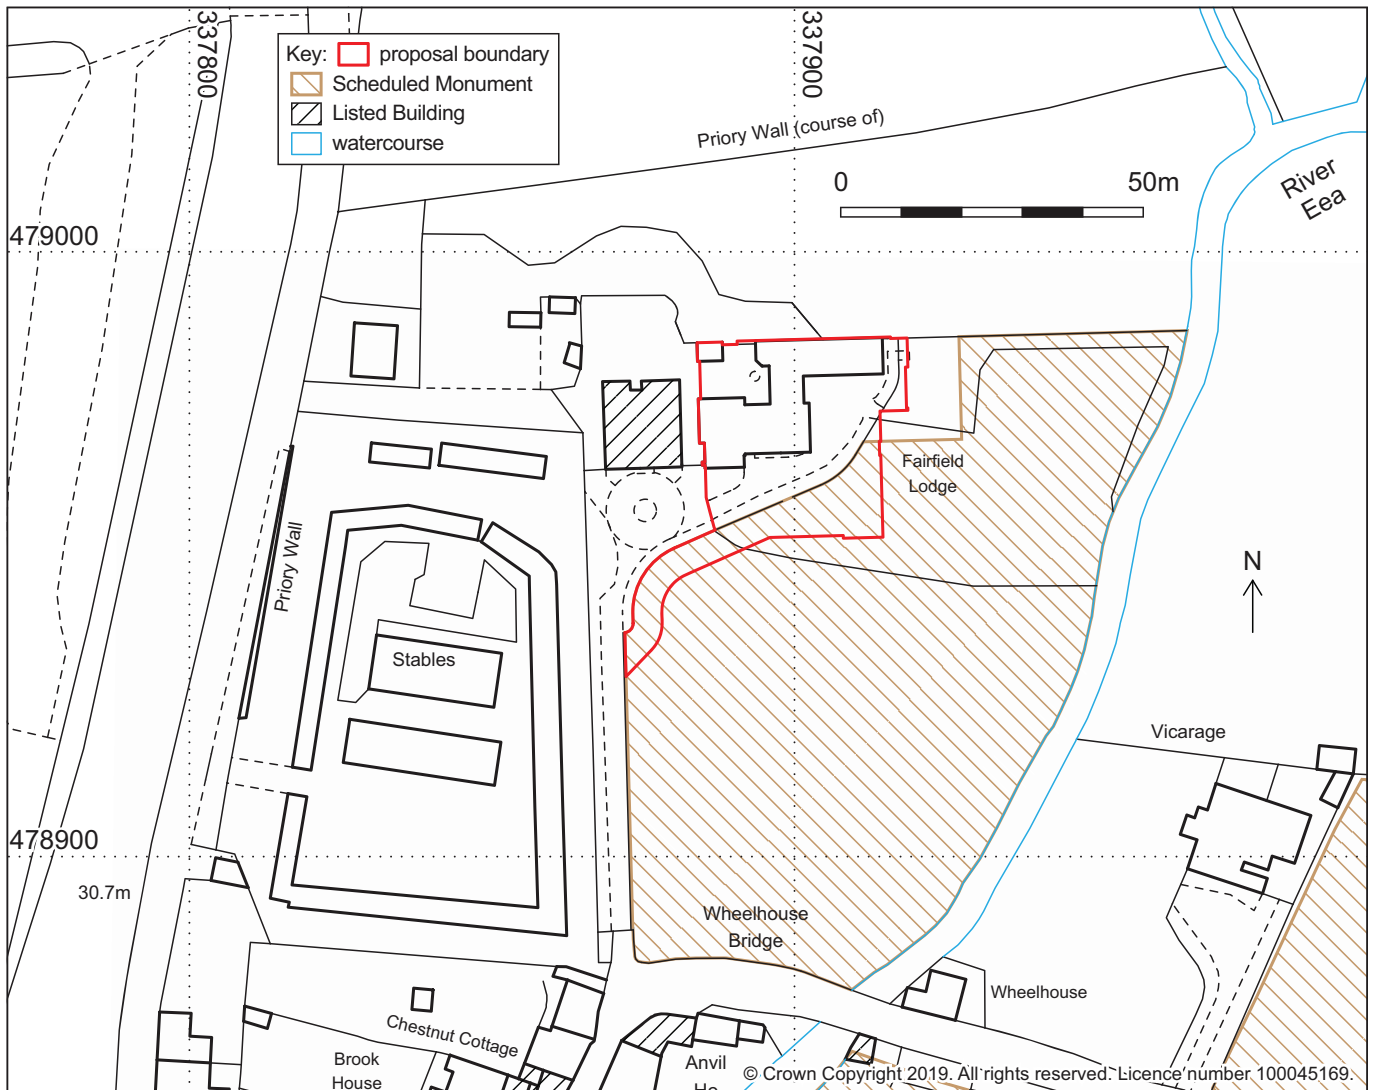 337800
337900
Key: proposal boundary
Scheduled Monument
Listed Building
watercourse
Priory Wall (course of)
River
Eea
0 50m
479000
Fairfield
Lodge
Priory Wall
N
Stables
Vicarage
478900
30.7m
Wheelhouse
Bridge
Wheelhouse
Chestnut Cottage
Brook
House
Anvil
Ho
© Crown Copyright 2019. All rights reserved. Licence number 100045169.